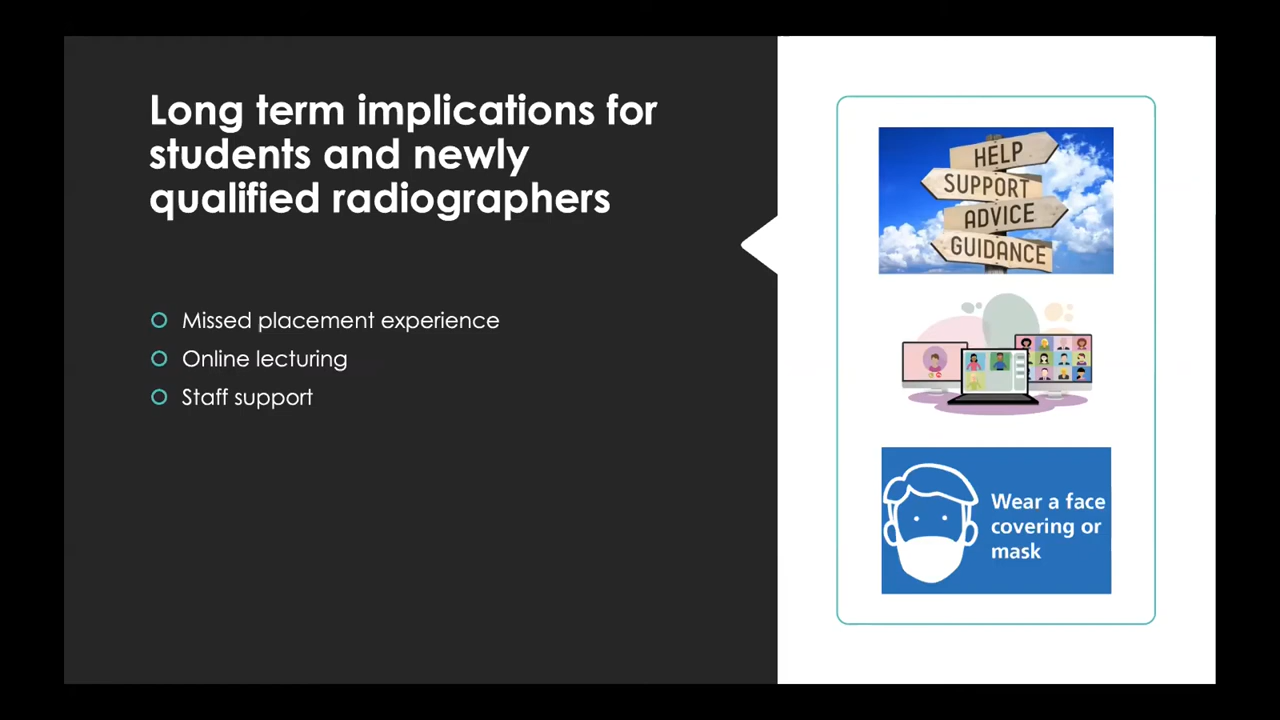 Long term implications for
students and newly
qualified radiographers
Missed placement experience
Online lecturing
Staff support
HELP
SUPPORT
ADVICE
GUIDANCE
Wear a face
covering or
mask